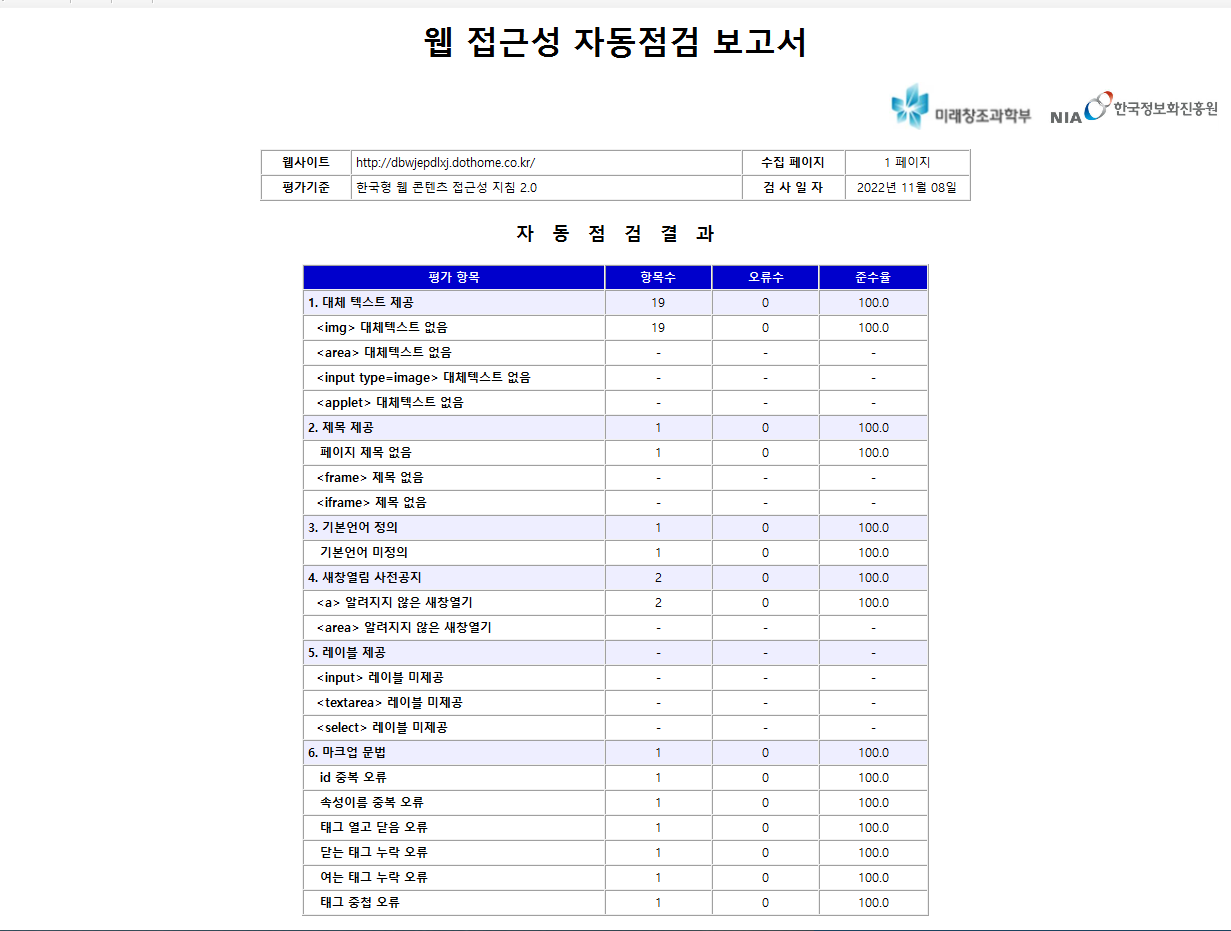 웹 접근성 자동점검 보고서
미래창조과학부 NIA 한국정보화진흥원
웹사이트 http://dbwjepdlxj.dothome.co.kr/ 수집 페이지 1 페이지
평가기준 한국형 웹 콘텐츠 접근성 지침 2.0 검 사 일 자 2022년 11월 08일
자 동 점 검 결 과
평가 항목 항목수 오류수 준수율
1. 대체 텍스트 제공 19 0 100.0
<img> 대체텍스트 없음 19 0 100.0
<area> 대체텍스트 없음 - - -
<input type=image> 대체텍스트 없음 - - -
<applet> 대체텍스트 없음 - - -
2. 제목 제공 1 0 100.0
페이지 제목 없음 1 0 100.0
<frame> 제목 없음 - - -
<iframe> 제목 없음 - - -
3. 기본언어 정의 1 0 100.0
기본언어 미정의 1 0 100.0
4. 새창열림 사전공지 2 0 100.0
<a> 알려지지 않은 새창열기 2 0 100.0
<area> 알려지지 않은 새창열기 - - -
5. 레이블 제공 - - -
<input> 레이블 미제공 - - -
<textarea> 레이블 미제공 - - -
<select> 레이블 미제공 - - -
6. 마크업 문법 1 0 100.0
id 중복 오류 1 0 100.0
속성이름 중복 오류 1 0 100.0
태그 열고 닫음 오류 1 0 100.0
닫는 태그 누락 오류 1 0 100.0
여는 태그 누락 오류 1 0 100.0
태그 중첩 오류 1 0 100.0